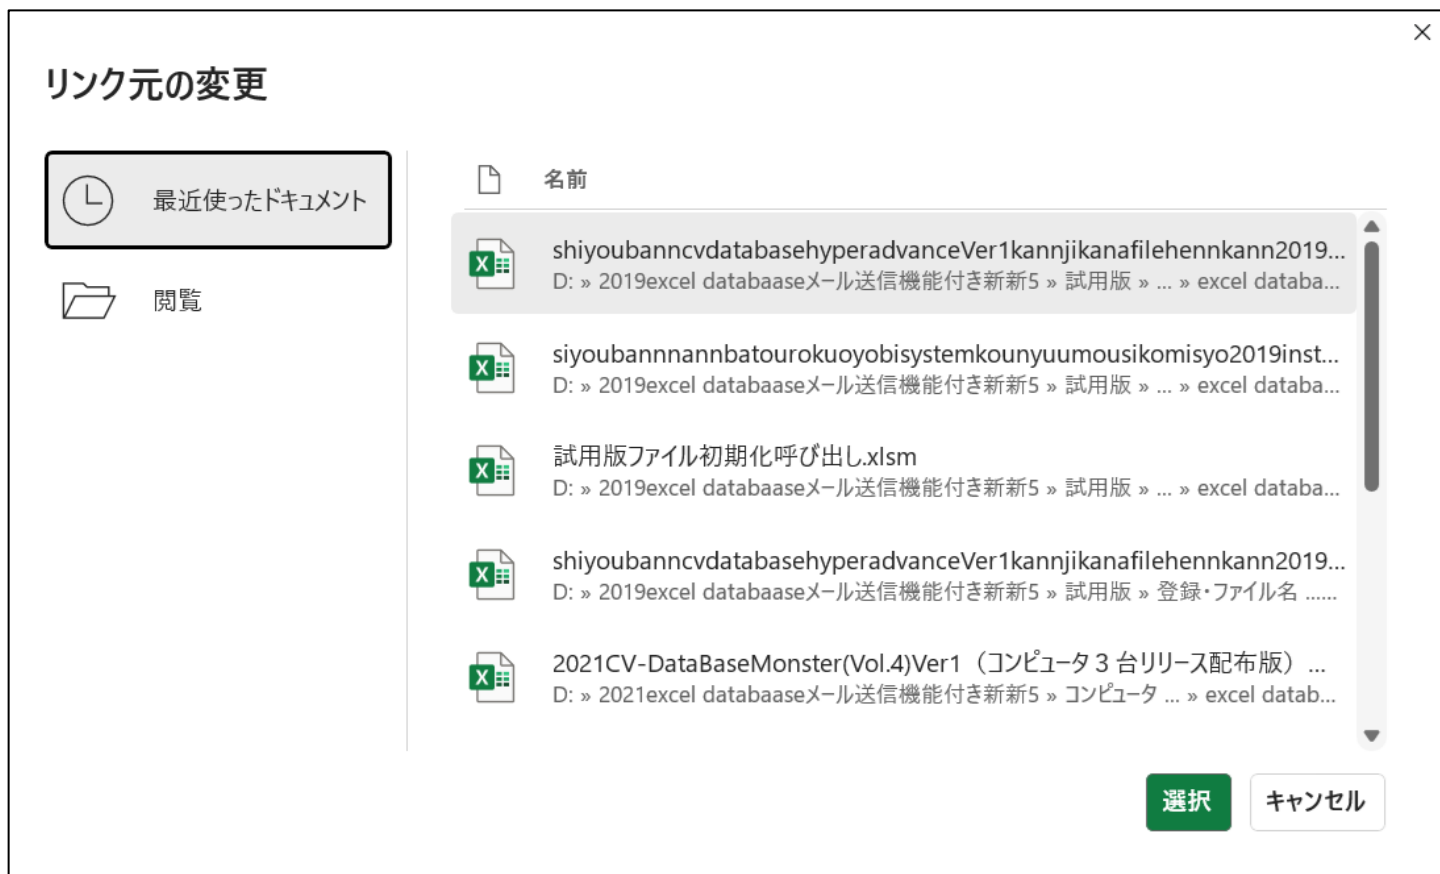 リンク元の変更
最近使ったドキュメント
閲覧
名前
shiyoubanncvdatabasehyperadvanceVer1kannjikanafilehennkann2019...
D: » 2019excel databaaseメール送信機能付き新新5 » 試用版 » ... » excel databa...
siyoubannnannbatourokuoyobisystemkounyuumousikomisyo2019inst...
D: » 2019excel databaaseメール送信機能付き新新5 » 試用版 » ... » excel databa...
試用版ファイル初期化呼び出し.xlsm
D: » 2019excel databaaseメール送信機能付き新新5 » 試用版 » ... » excel databa...
shiyoubanncvdatabasehyperadvanceVer1kannjikanafilehennkann2019...
D: » 2019excel databaaseメール送信機能付き新新5 » 試用版 » 登録・ファイル名 ......
2021CV-DataBaseMonster(Vol.4)Ver1（コンピュータ３台リリース配布版） ...
D: » 2021excel databaaseメール送信機能付き新新5 » コンピュータ ... » excel datab...
選択
キャンセル